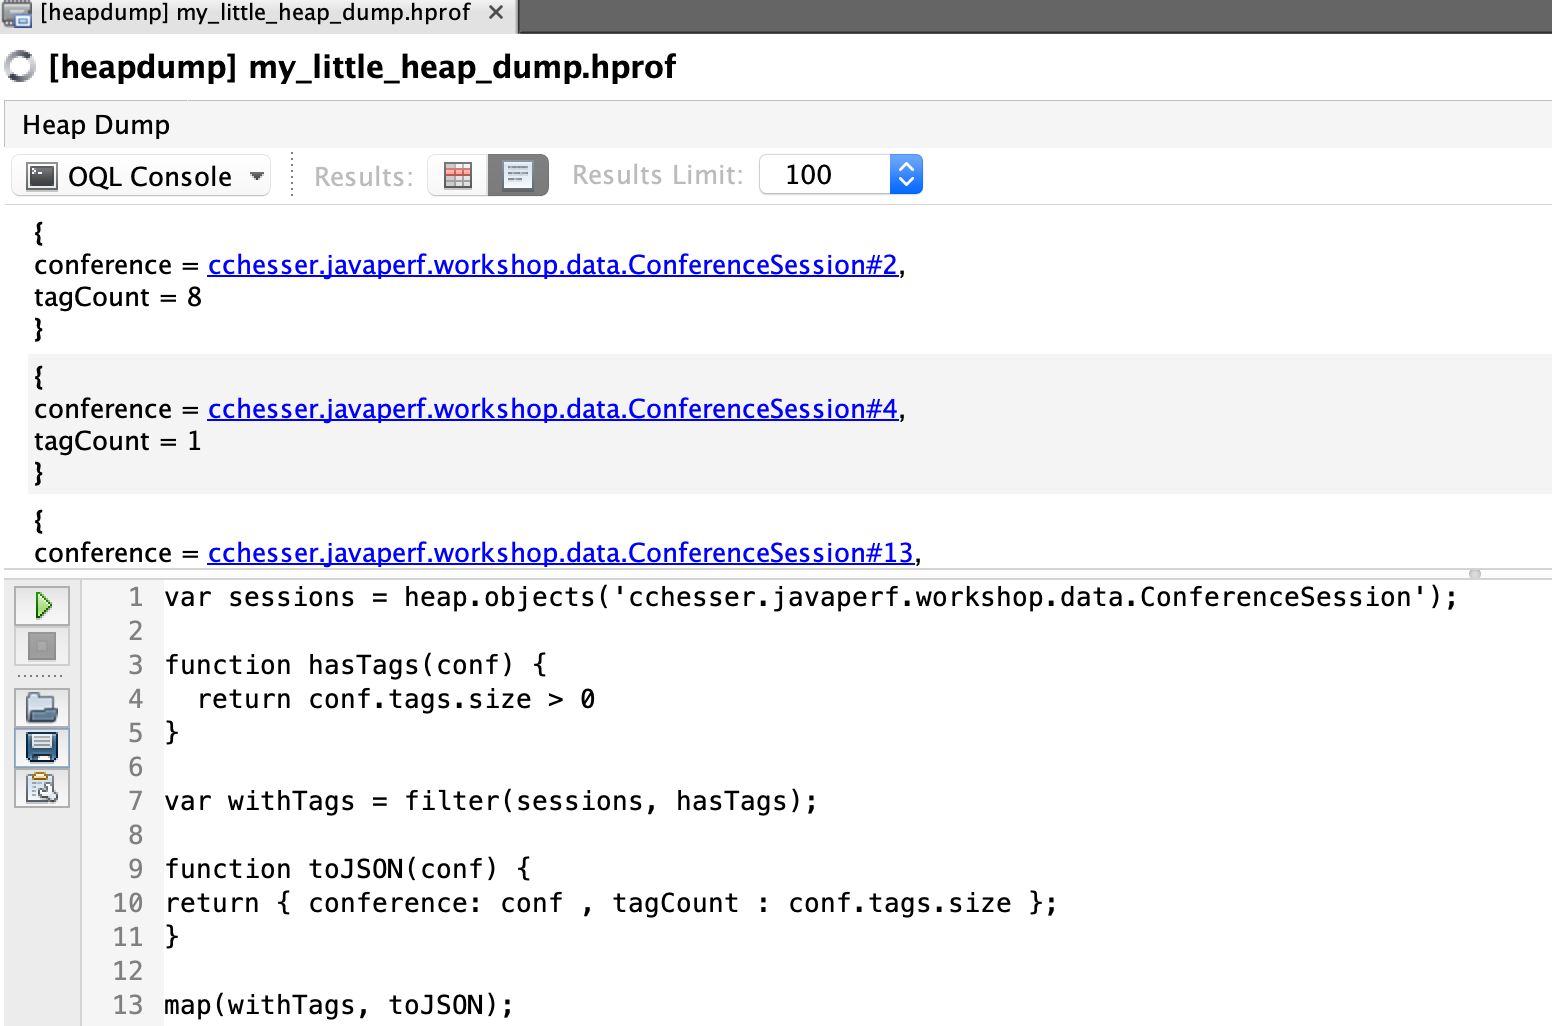 [heapdump] my_little_heap_dump.hprof ×
[heapdump] my_little_heap_dump.hprof
Heap Dump
OQL Console Results: Results Limit: 100
{
conference = cchesser.javaperf.workshop.data.ConferenceSession#2,
tagCount = 8
}
{
conference = cchesser.javaperf.workshop.data.ConferenceSession#4,
tagCount = 1
}
{
conference = cchesser.javaperf.workshop.data.ConferenceSession#13,
1 var sessions = heap.objects('cchesser.javaperf.workshop.data.ConferenceSession');
2
3 function hasTags(conf) {
4   return conf.tags.size > 0
5 }
6
7 var withTags = filter(sessions, hasTags);
8
9 function toJSON(conf) {
10 return { conference: conf , tagCount : conf.tags.size };
11 }
12
13 map(withTags, toJSON);